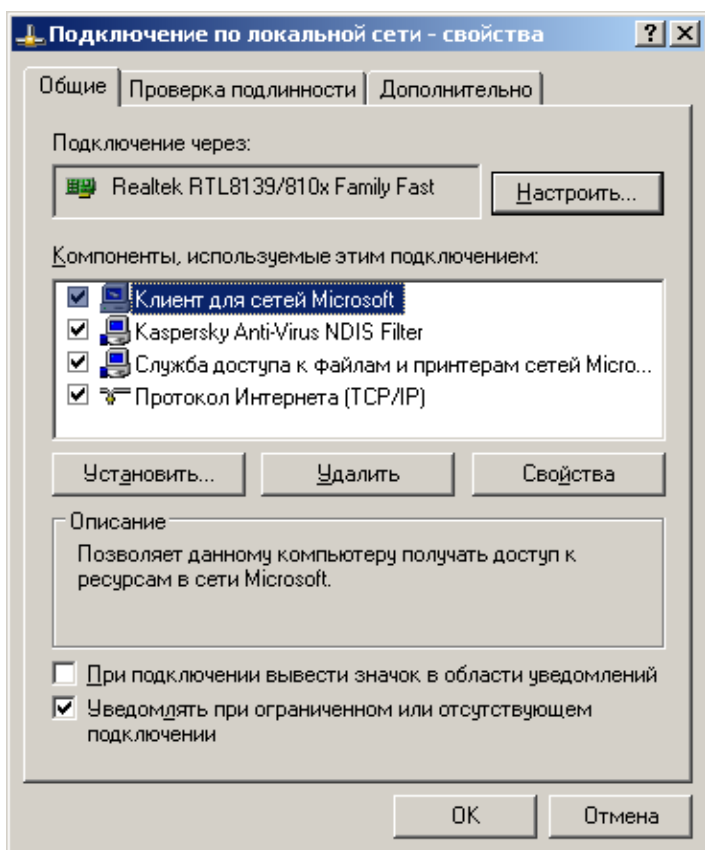 Подключение по локальной сети - свойства
Общие
Проверка подлинности
Дополнительно
Подключение через:
Realtek RTL8139/810x Family Fast
Настроить...
Компоненты, используемые этим подключением:
Клиент для сетей Microsoft
Kaspersky Anti-Virus NDIS Filter
Служба доступа к файлам и принтерам сетей Micro...
Протокол Интернета (TCP/IP)
Установить...
Удалить
Свойства
Описание
Позволяет данному компьютеру получать доступ к
ресурсам в сети Microsoft.
При подключении вывести значок в области уведомлений
Уведомлять при ограниченном или отсутствующем
подключении
OK
Отмена